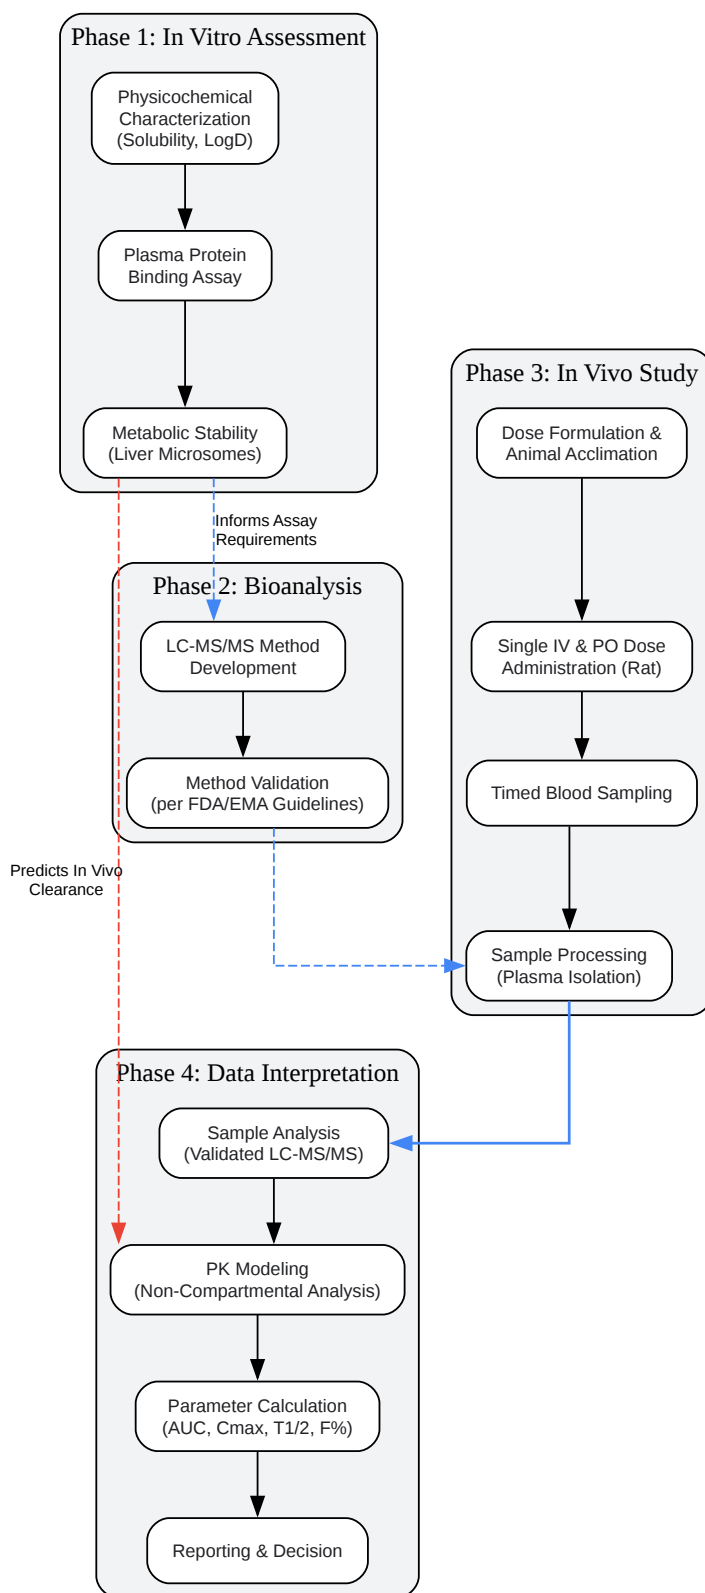 Phase 1: In Vitro Assessment
Physicochemical
Characterization
(Solubility, LogD)
Plasma Protein
Binding Assay
Metabolic Stability
(Liver Microsomes)
Informs Assay
Requirements
Phase 2: Bioanalysis
LC-MS/MS Method
Development
Method Validation
(per FDA/EMA Guidelines)
Predicts In Vivo
Clearance
Phase 3: In Vivo Study
Dose Formulation &
Animal Acclimation
Single IV & PO Dose
Administration (Rat)
Timed Blood Sampling
Sample Processing
(Plasma Isolation)
Phase 4: Data Interpretation
Sample Analysis
(Validated LC-MS/MS)
PK Modeling
(Non-Compartmental Analysis)
Parameter Calculation
(AUC, Cmax, T1/2, F%)
Reporting & Decision